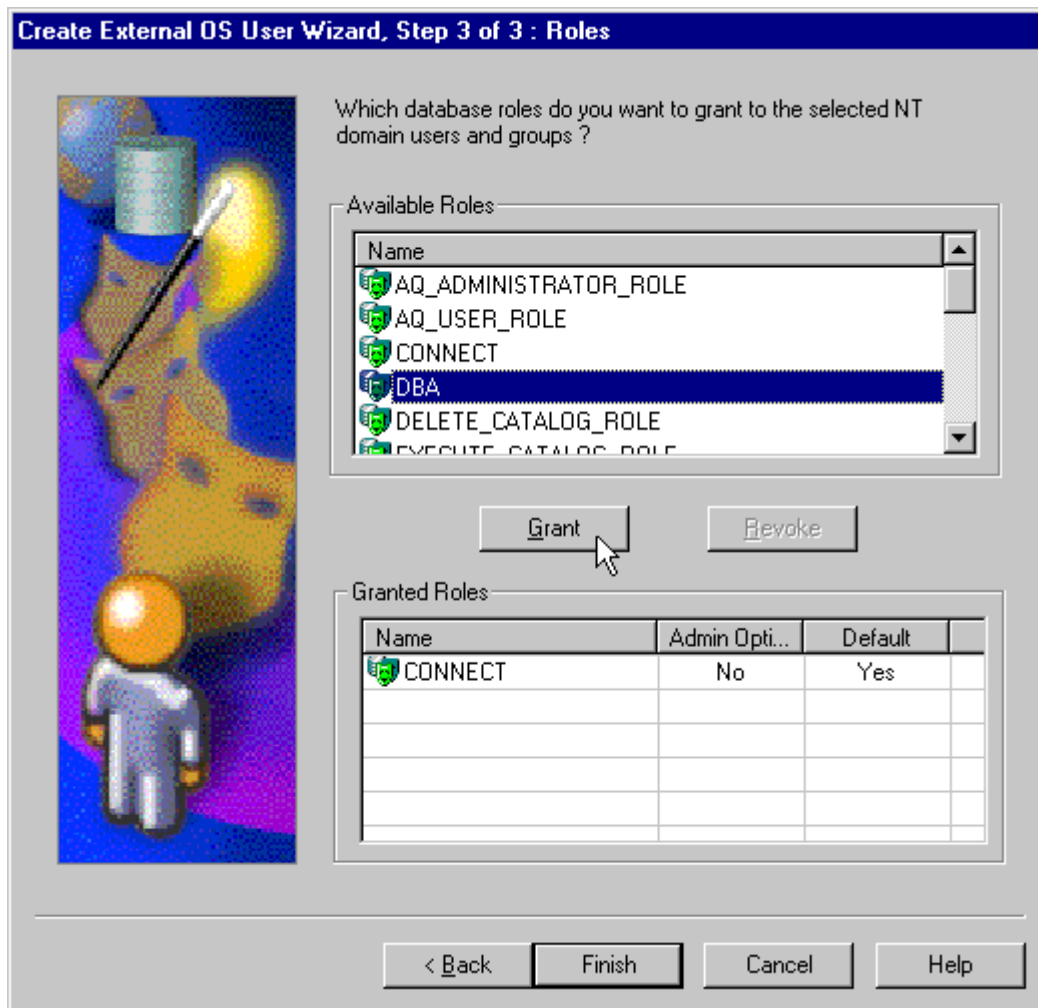 Create External OS User Wizard, Step 3 of 3 : Roles
Which database roles do you want to grant to the selected NT
domain users and groups ?
Available Roles
Name
AQ_ADMINISTRATOR_ROLE
AQ_USER_ROLE
CONNECT
DBA
DELETE_CATALOG_ROLE
EXECUTE_CATALOG_ROLE
Grant Revoke
Granted Roles
Name Admin Opti... Default
CONNECT No Yes
< Back Finish Cancel Help